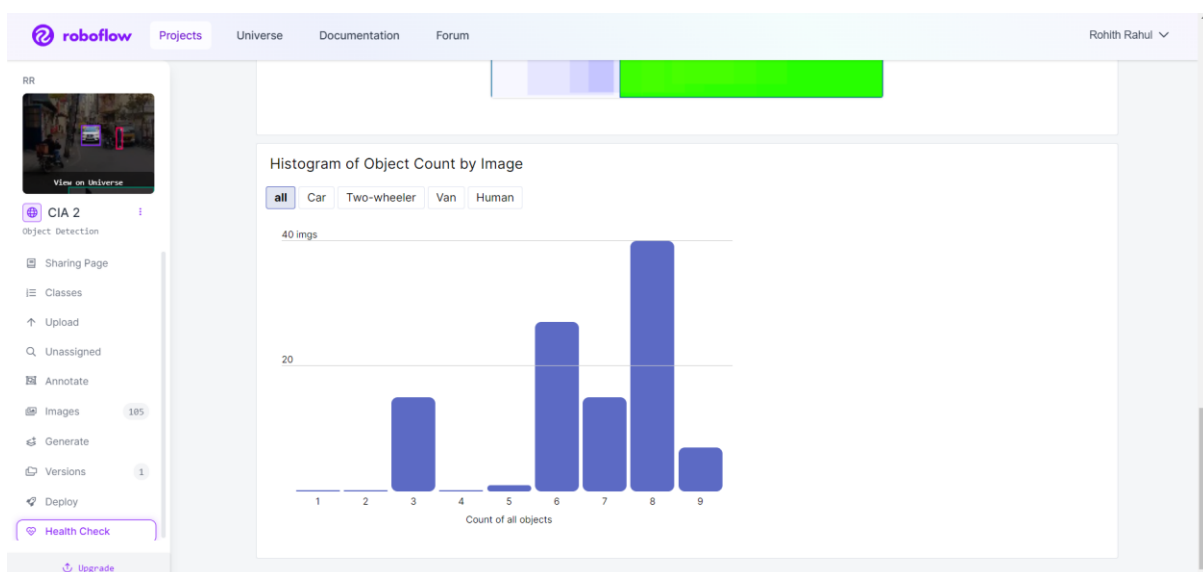 roboflow Projects Universe Documentation Forum Rohith Rahul
RR
View on Universe
CIA 2
Object Detection
Sharing Page
Classes
Upload
Unassigned
Annotate
Images 105
Generate
Versions 1
Deploy
Health Check
Upgrade
Histogram of Object Count by Image
all Car Two-wheeler Van Human
40 imgs
20
1 2 3 4 5 6 7 8 9
Count of all objects